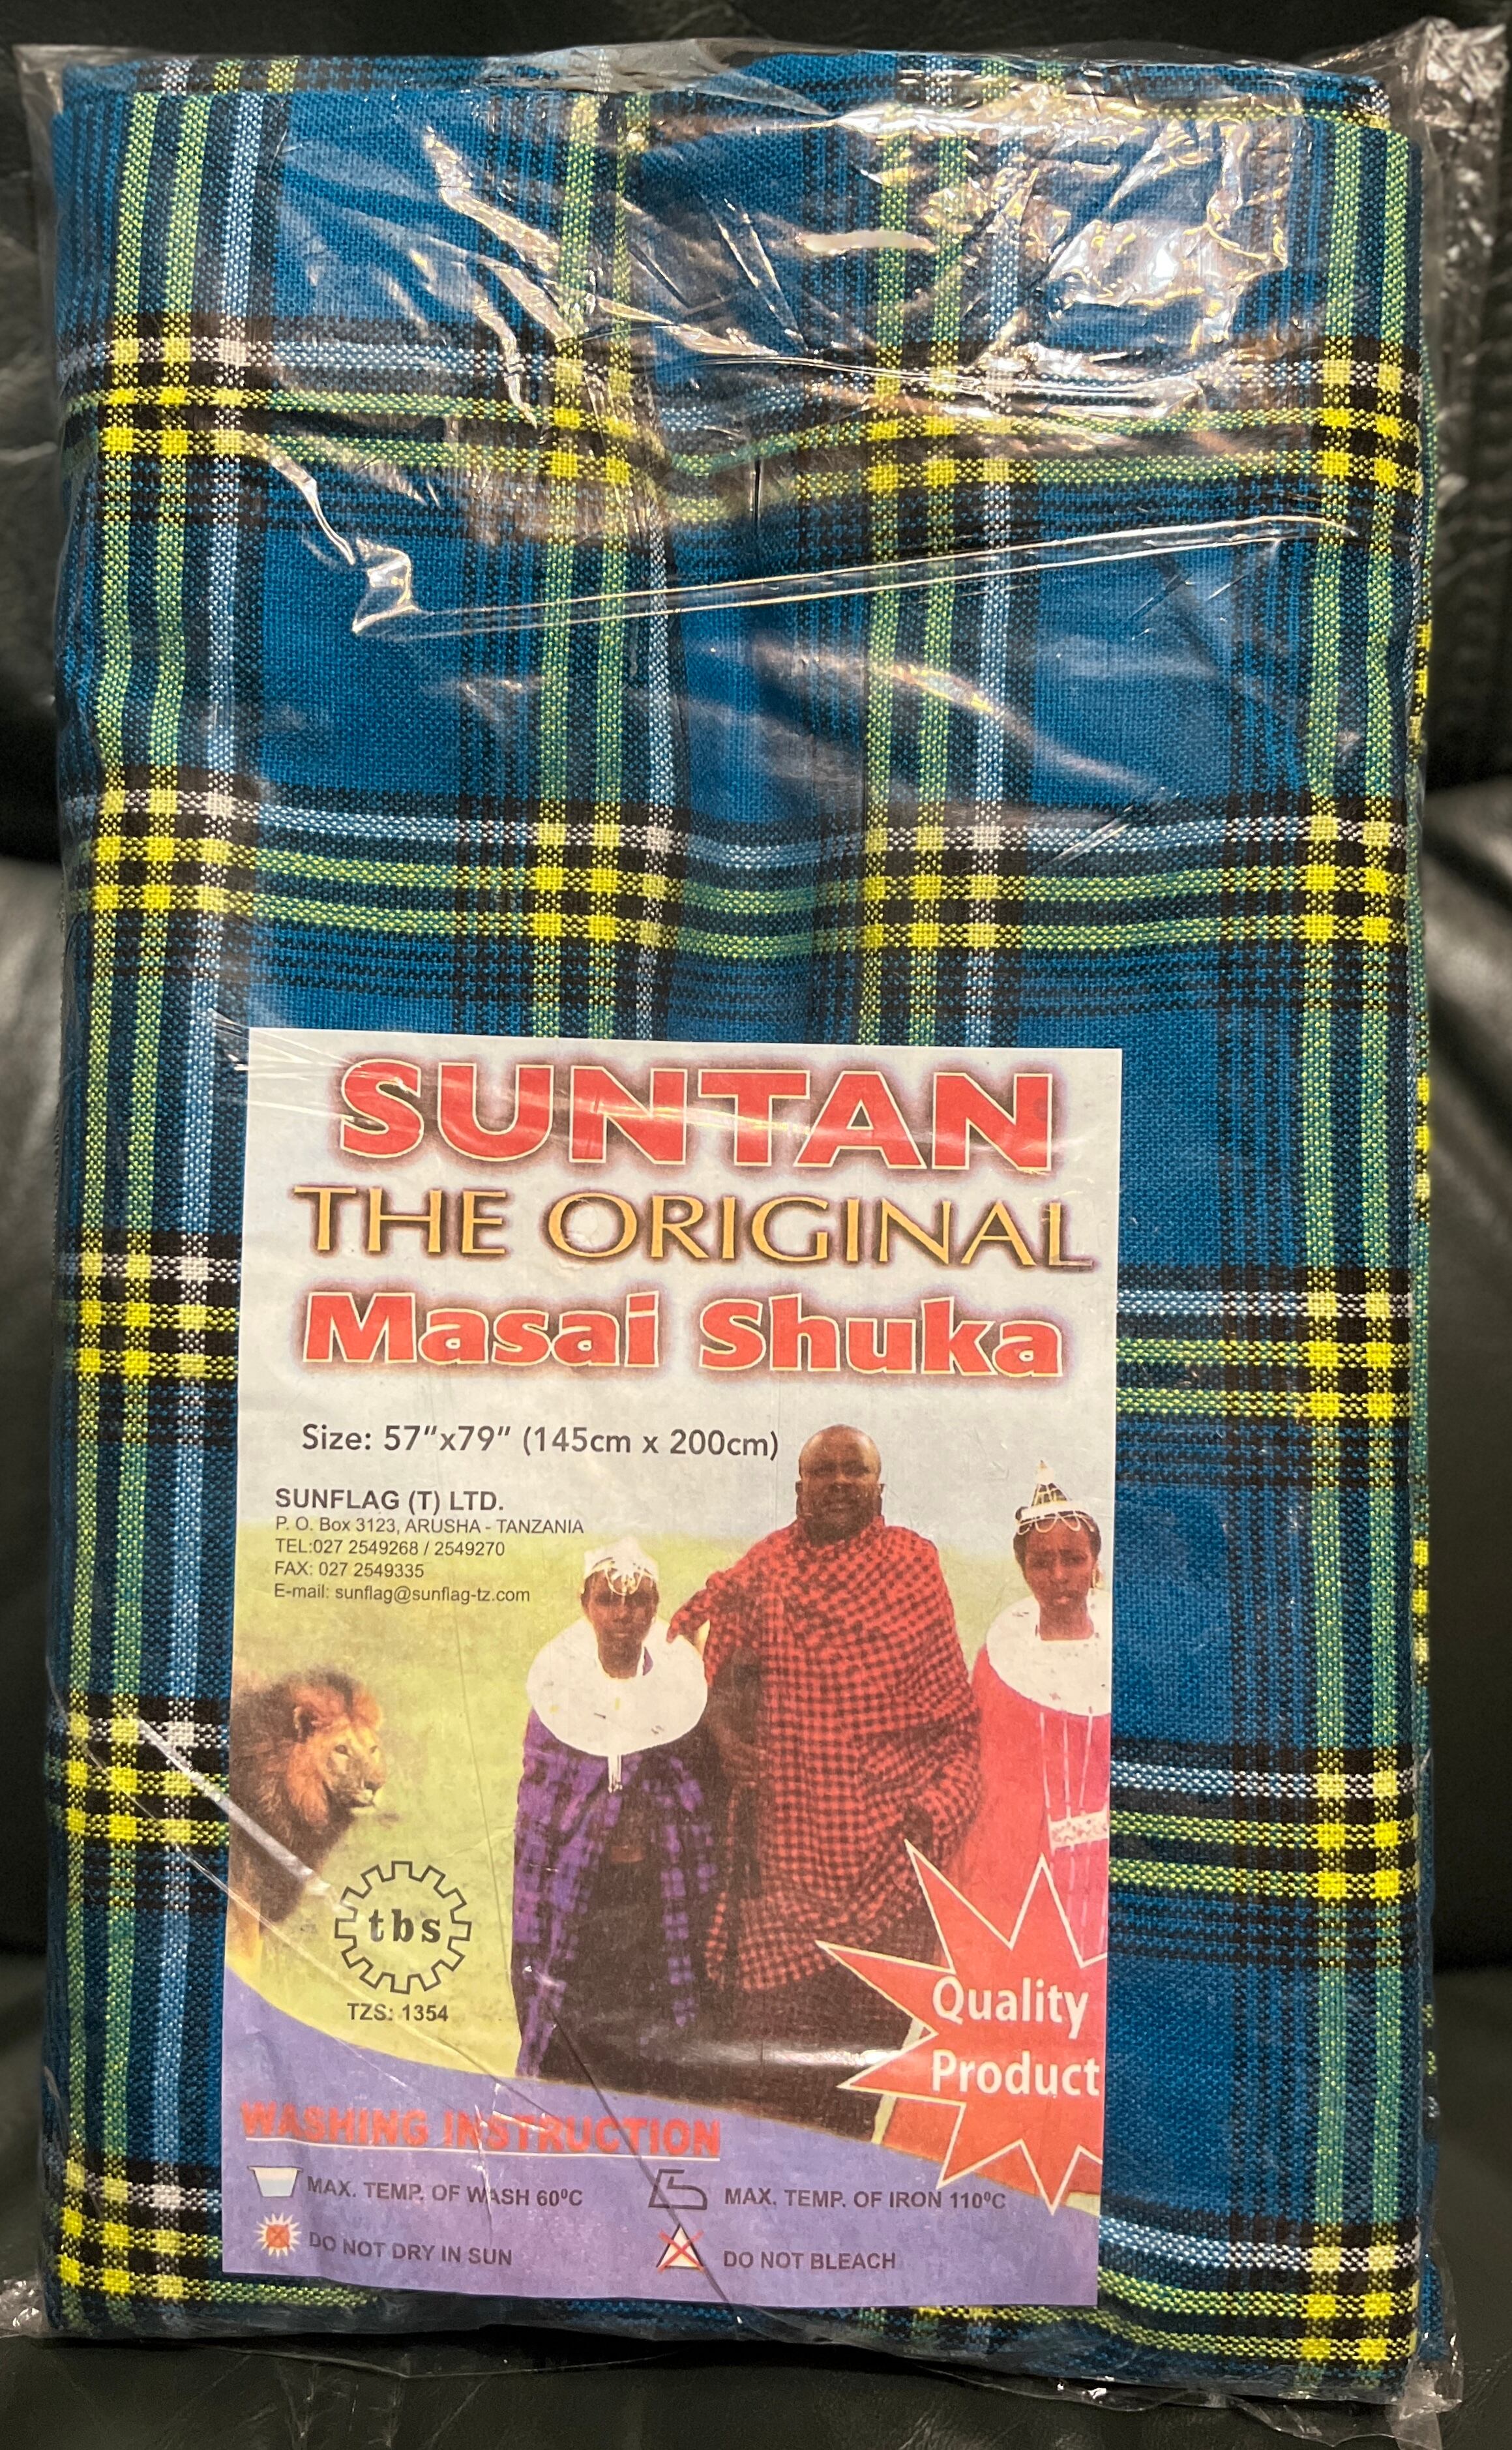 SUNTAN
THE ORIGINAL
Masai Shuka
Size: 57"x79" (145cm x 200cm)
SUNFLAG (T) LTD.
P. O. Box 3123, ARUSHA - TANZANIA
TEL:027 2549268 / 2549270
FAX: 027 2549335
E-mail: sunflag@sunflag-tz.com
tbs
TZS: 1354
Quality
Product
WASHING INSTRUCTION
MAX. TEMP. OF WASH 60⁰C
MAX. TEMP. OF IRON 110⁰C
DO NOT DRY IN SUN
DO NOT BLEACH